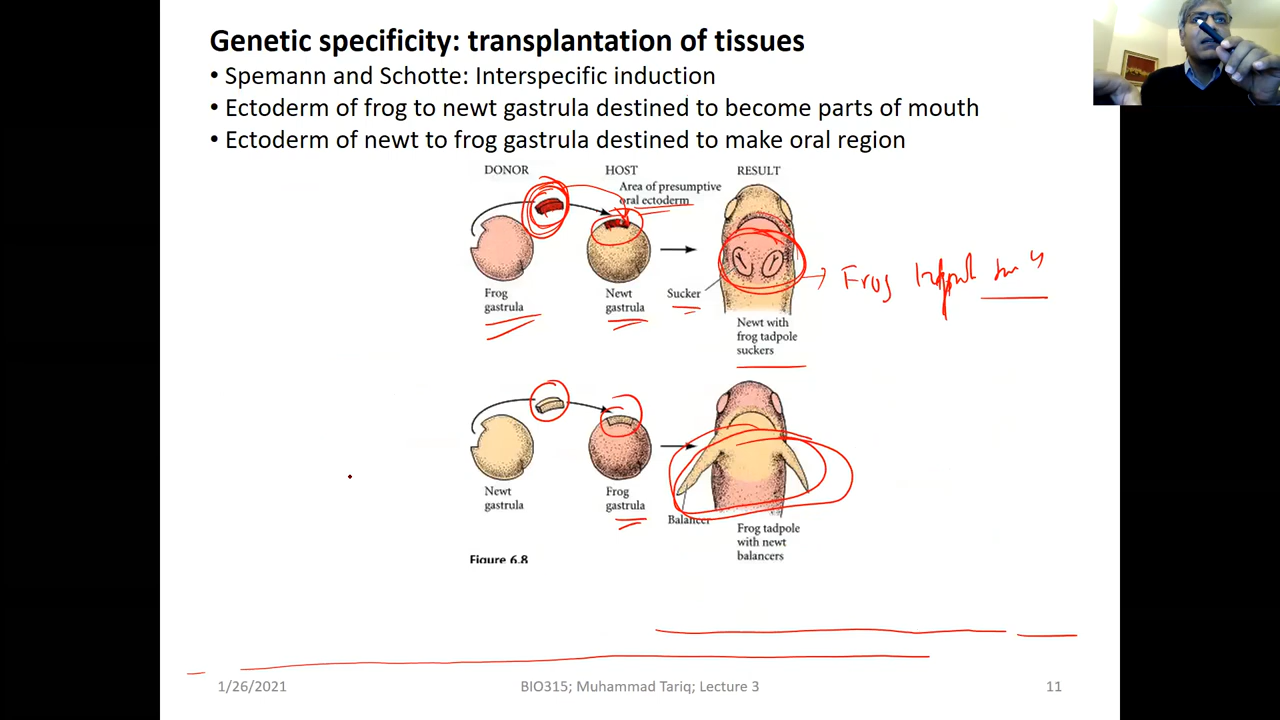 Genetic specificity: transplantation of tissues
• Spemann and Schotte: Interspecific induction
• Ectoderm of frog to newt gastrula destined to become parts of mouth
• Ectoderm of newt to frog gastrula destined to make oral region
DONOR
HOST
RESULT
Area of presumptive
oral ectoderm
Frog
gastrula
Newt
gastrula
Sucker
Newt with
frog tadpole
suckers
Frog
Newt
gastrula
Frog
gastrula
Balancer
Frog tadpole
with newt
balancers
Figure 6.8
1/26/2021
BIO315; Muhammad Tariq; Lecture 3
11